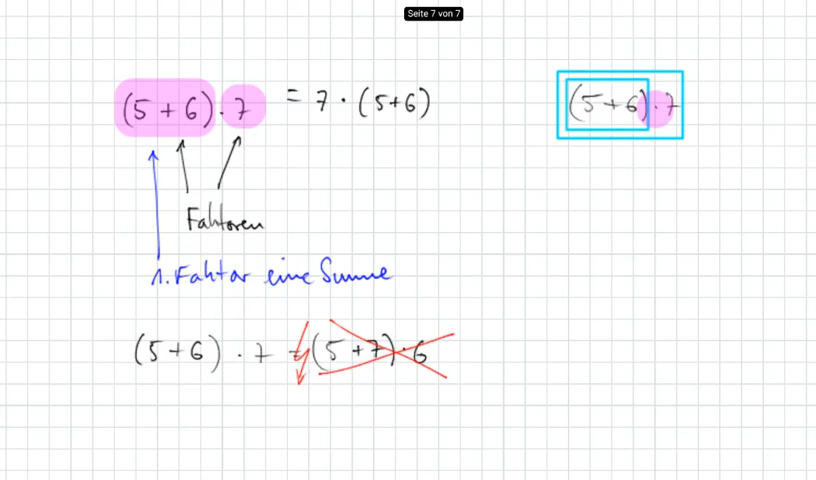 Seite 7 von 7
(5 + 6) · 7 = 7 · (5+6)
(5+6) · 7
Faktoren
1. Faktor eine Summe
(5+6) · 7 = (5+7) · 6